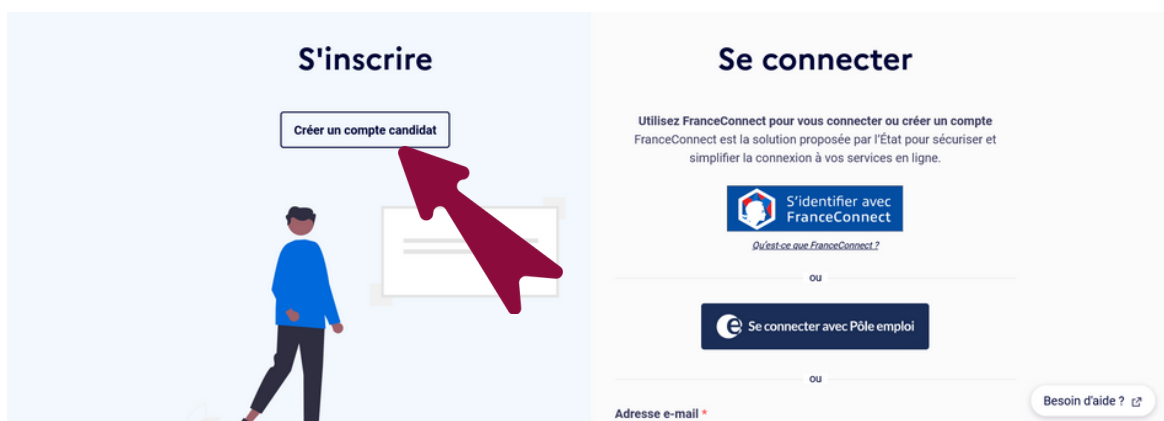 S'inscrire
Créer un compte candidat
Se connecter
Utilisez FranceConnect pour vous connecter ou créer un compte
FranceConnect est la solution proposée par l'État pour sécuriser et
simplifier la connexion à vos services en ligne.
S'identifier avec
FranceConnect
Qu'est-ce que FranceConnect ?
ou
Se connecter avec Pôle emploi
ou
Adresse e-mail *
Besoin d'aide ?